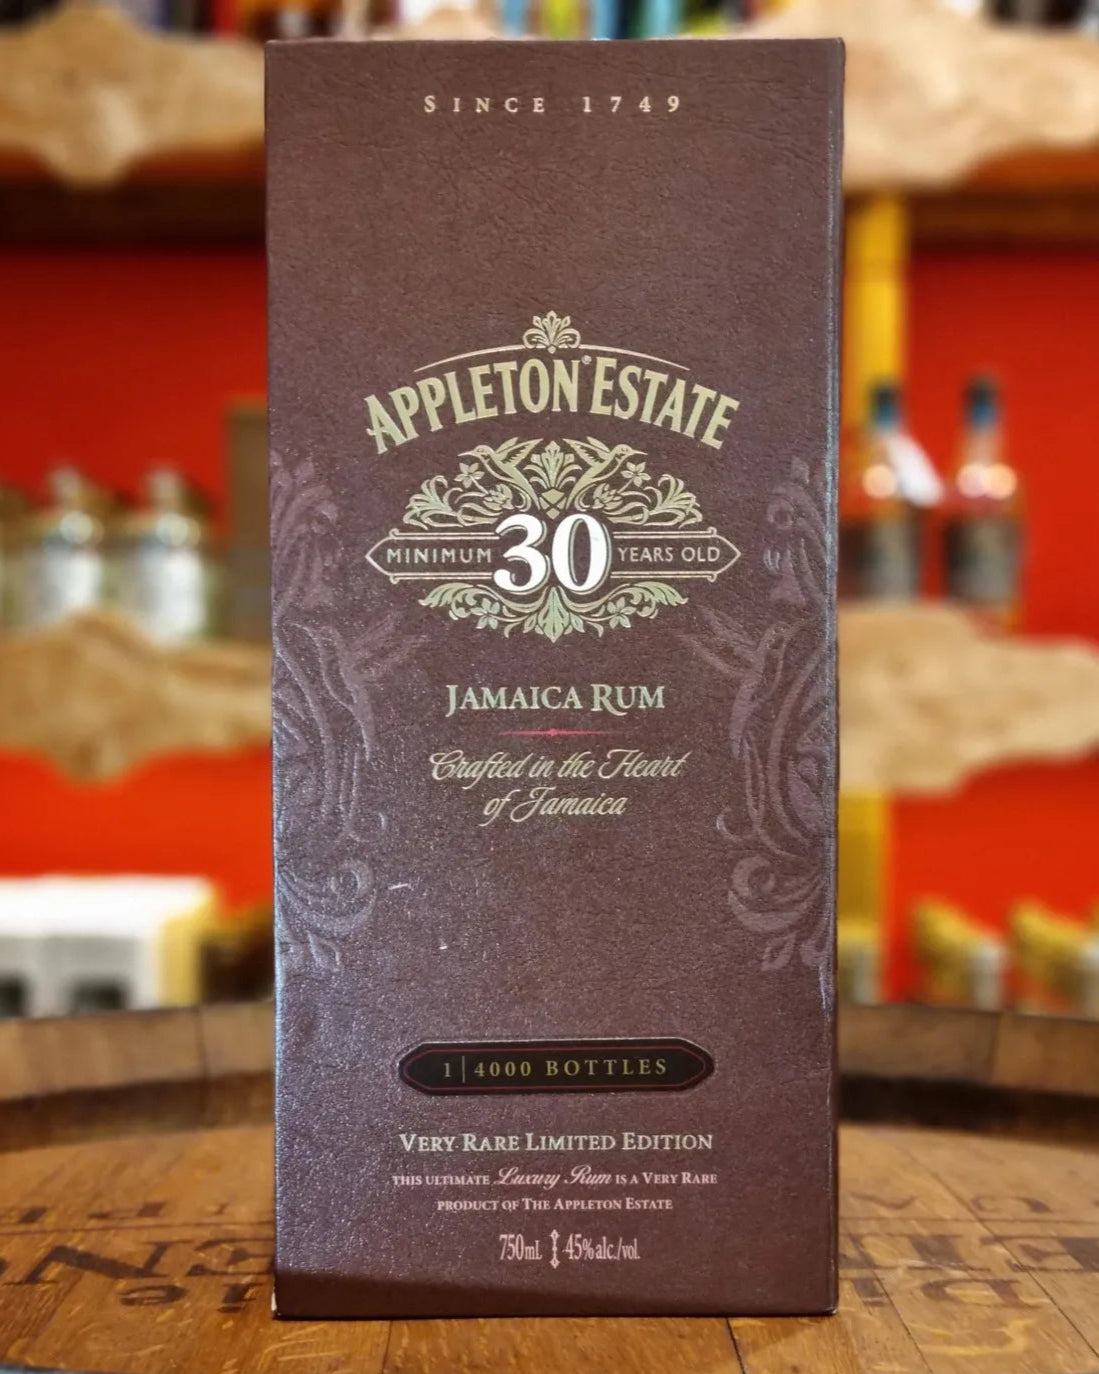 SINCE 1749
APPLETON® ESTATE
MINIMUM 30 YEARS OLD
JAMAICA RUM
Crafted in the Heart
of Jamaica
1 | 4000 BOTTLES
VERY RARE LIMITED EDITION
THIS ULTIMATE Luxury Rum IS A VERY RARE
PRODUCT OF THE APPLETON ESTATE
750mL 45%alc./vol.